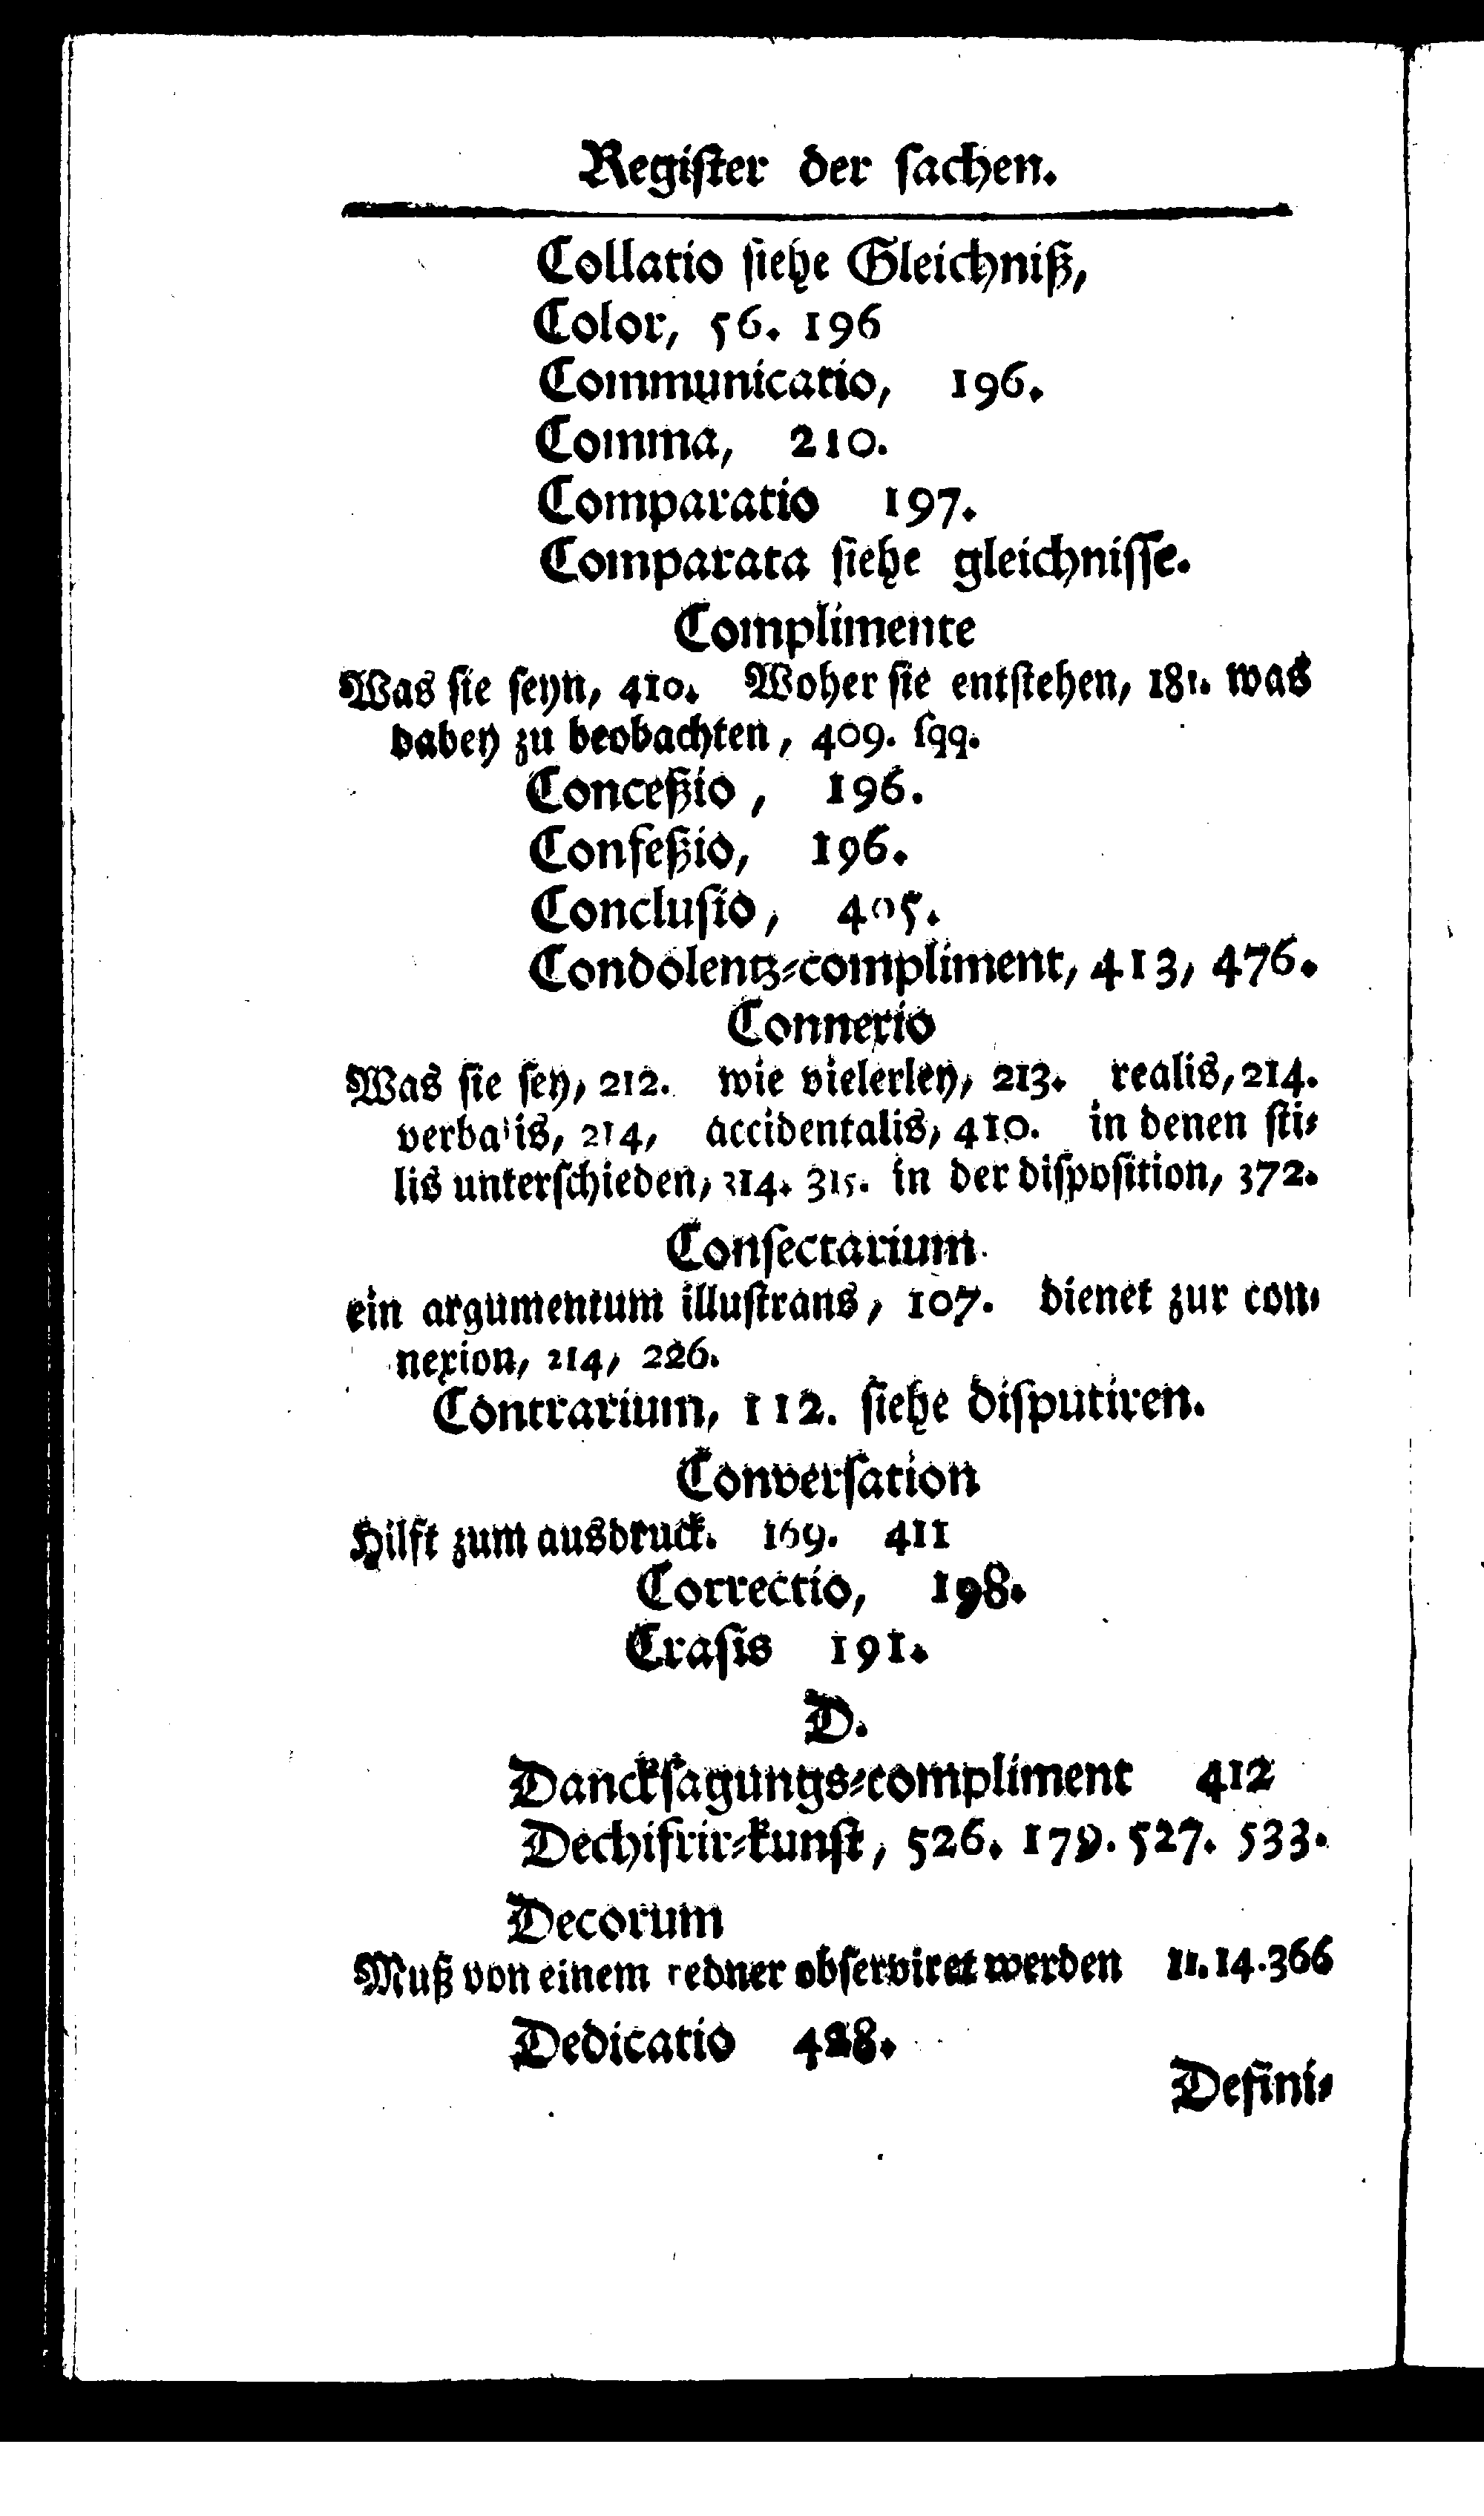 Regiſter der ſachen.
Collatio ſiehe Gleichniß,
Color, 56. 196
Communicatio, 196.
Comma, 210.
Comparatio 197.
Comparata ſiehe gleichniſſe.
Complimente
Was ſie ſeyn, 410. Woher ſie entſtehen, 181. was
dabey zu beobachten, 409. ſqq.
Conceßio, 196.
Confeßio, 196.
Concluſio, 405.
Condolentz-compliment, 413, 476.
Connexio
Was ſie ſey, 212. wie vielerley, 213. realis, 214.
verbalis, 214, accidentalis, 410. in denen ſti-
lis unterſchieden, 314. 315. in der diſpoſition, 372.
Conſectarium
ein argumentum illuſtrans, 107. dienet zur con-
nexion, 214, 226.
Contrarium, 112. ſiehe diſputiren.
Converſation
Hilft zum ausdruck. 169. 411
Correctio, 198.
Craſis 191.
D.
Danckſagungs-compliment 412
Dechifrir-kunſt, 526. 179. 527. 533.
Decorum
Muß von einem redner obſerviret werden 11. 14. 366
Dedicatio
Defini-